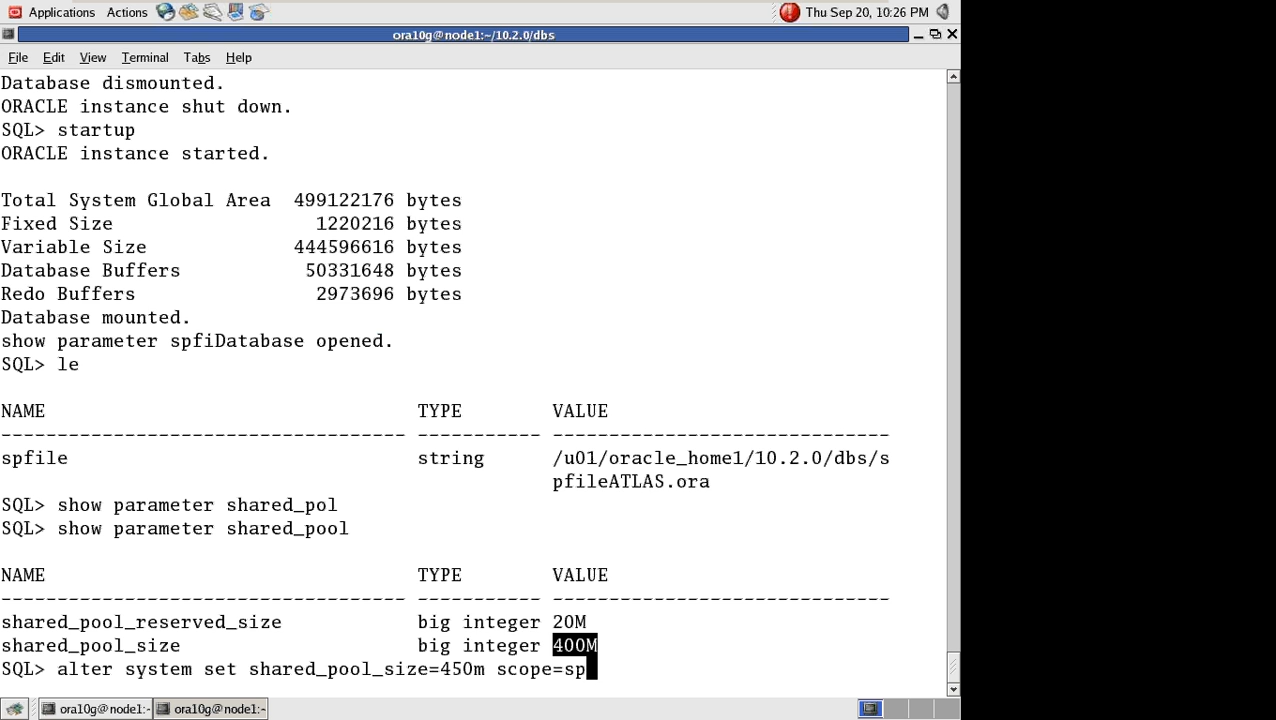 Applications Actions Thu Sep 20, 10:26 PM
ora10g@node1:~/10.2.0/dbs
File Edit View Terminal Tabs Help
Database dismounted.
ORACLE instance shut down.
SQL> startup
ORACLE instance started.
Total System Global Area 499122176 bytes
Fixed Size 1220216 bytes
Variable Size 444596616 bytes
Database Buffers 50331648 bytes
Redo Buffers 2973696 bytes
Database mounted.
show parameter spfiDatabase opened.
SQL> le
NAME TYPE VALUE
------------------------------------ ----------- ------------------------------
spfile string /u01/oracle_home1/10.2.0/dbs/s
pfileATLAS.ora
SQL> show parameter shared_pol
SQL> show parameter shared_pool
NAME TYPE VALUE
------------------------------------ ----------- ------------------------------
shared_pool_reserved_size big integer 20M
shared_pool_size big integer 400M
SQL> alter system set shared_pool_size=450m scope=sp
ora10g@node1:- ora10g@node1:-